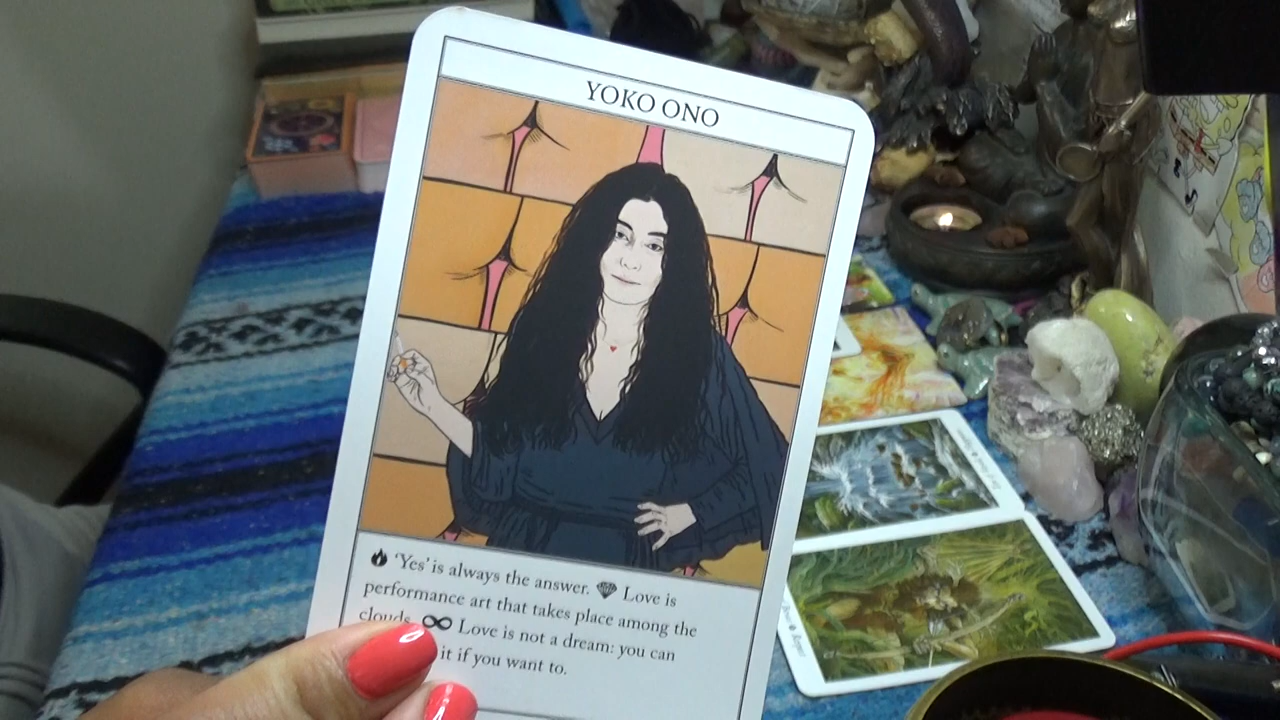 YOKO ONO
'Yes' is always the answer. Love is
performance art that takes place among the
clouds. Love is not a dream: you can
it if you want to.